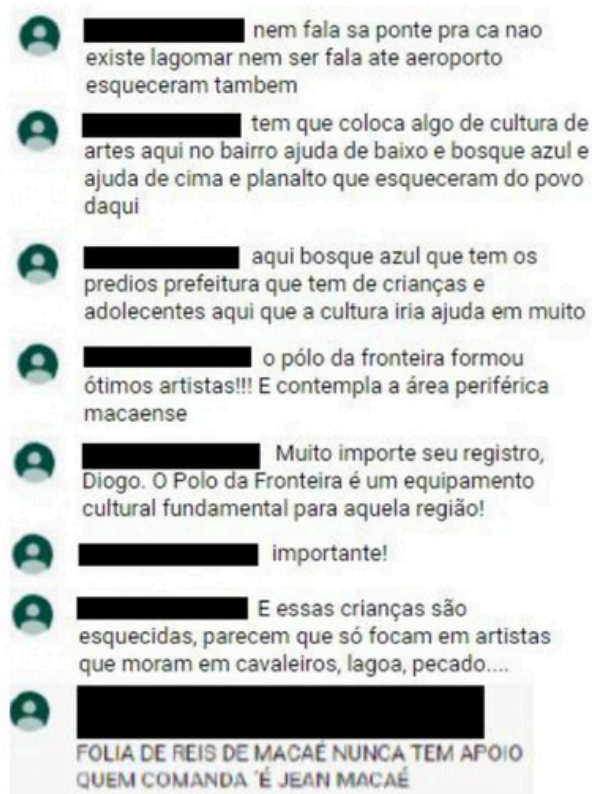 nem fala sa ponte pra ca nao
existe lagomar nem ser fala ate aeroporto
esqueceram tambem
tem que coloca algo de cultura de
artes aqui no bairro ajuda de baixo e bosque azul e
ajuda de cima e planalto que esqueceram do povo
daqui
aqui bosque azul que tem os
predios prefeitura que tem de crianças e
adolecentes aqui que a cultura iria ajuda em muito
o pólo da fronteira formou
ótimos artistas!!! E contempla a área periférica
macaense
Muito importe seu registro,
Diogo. O Polo da Fronteira é um equipamento
cultural fundamental para aquela região!
importante!
E essas crianças são
esquecidas, parecem que só focam em artistas
que moram em cavaleiros, lagoa, pecado....
FOLIA DE REIS DE MACAÉ NUNCA TEM APOIO
QUEM COMANDA ´É JEAN MACAÉ